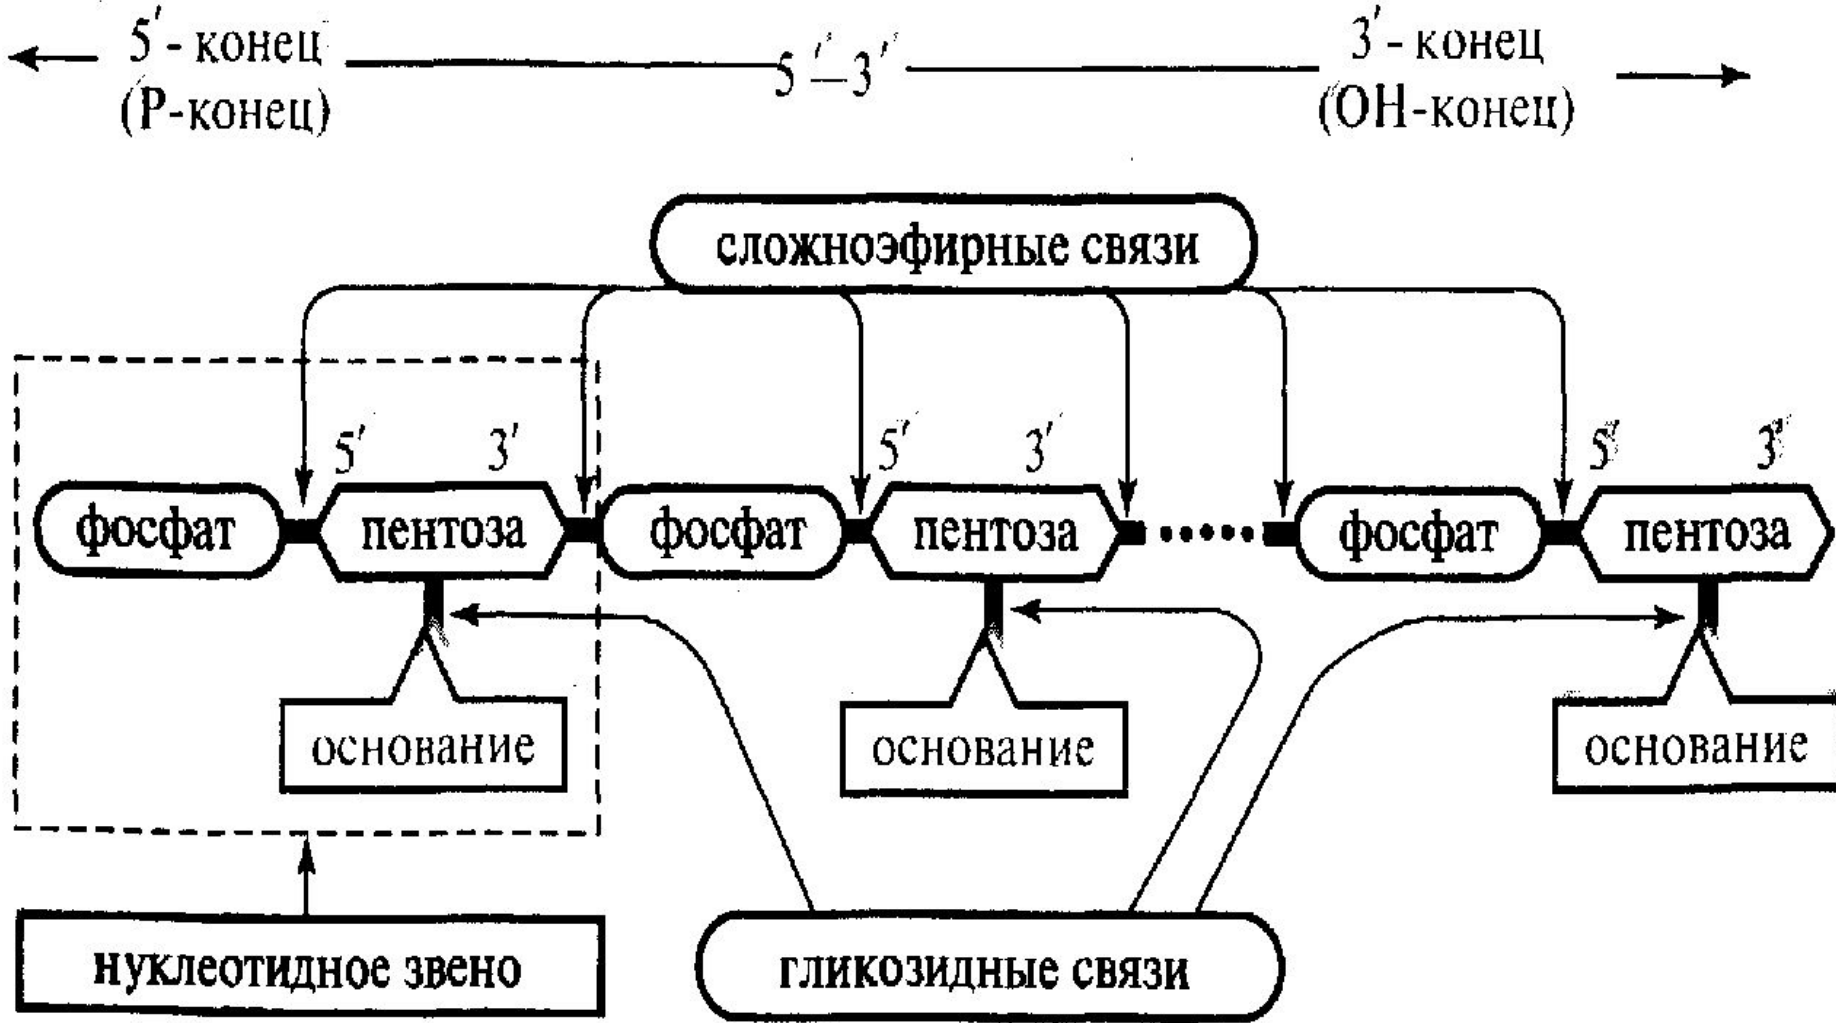 5′- конец
(Р-конец)
5′–3′
3′- конец
(ОН-конец)
сложноэфирные связи
5′ 3′ 5′ 3′ 5′ 3′
фосфат пентоза фосфат пентоза фосфат пентоза
основание основание основание
нуклеотидное звено
гликозидные связи